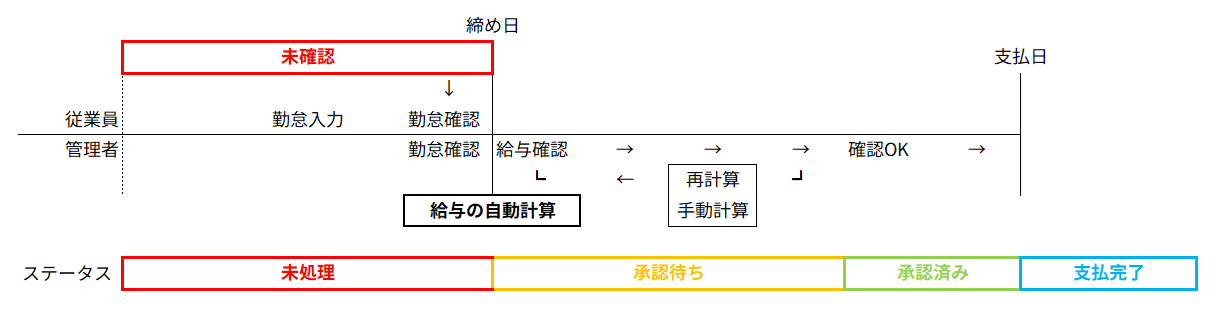 締め日
未確認
支払日
↓
従業員 勤怠入力 勤怠確認
管理者 勤怠確認 給与確認 → → → 確認OK →
┗ ← 再計算 ┛
給与の自動計算 手動計算
ステータス 未処理 承認待ち 承認済み 支払完了